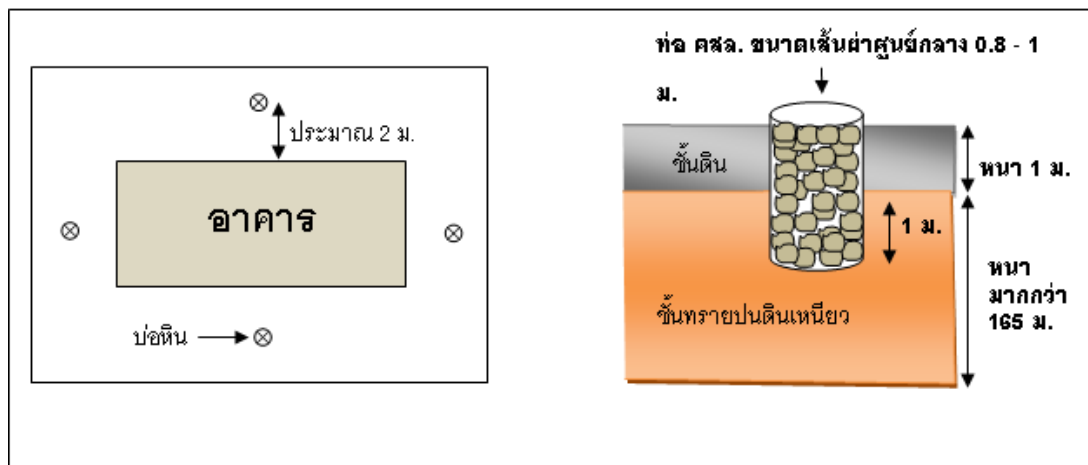 ประมาณ 2 ม.
อาคาร
บ่อหิน
ท่อ คสล. ขนาดเส้นผ่าศูนย์กลาง 0.8 - 1
ม.
ชั้นดิน
หนา 1 ม.
1 ม.
หนา
มากกว่า
165 ม.
ชั้นทรายปนดินเหนียว